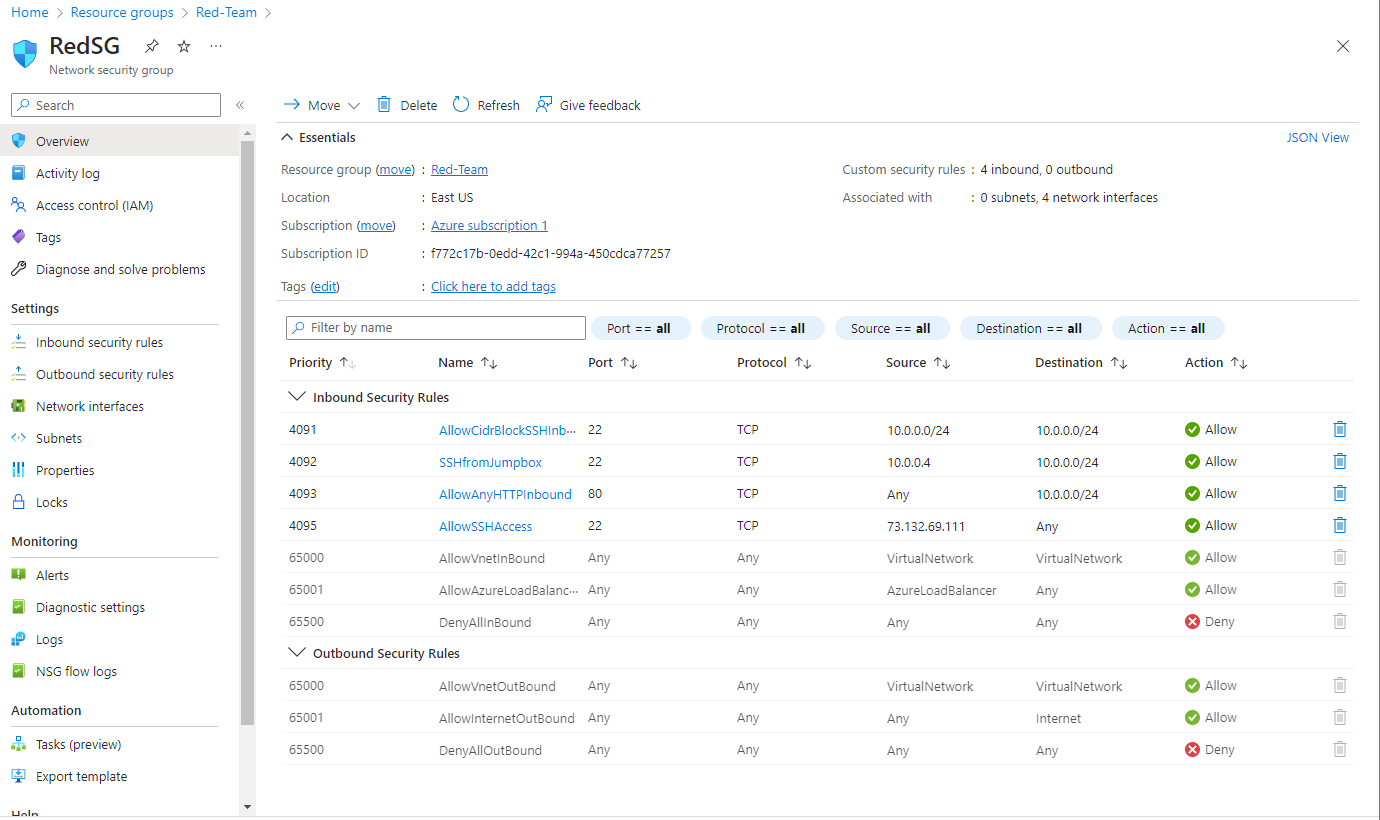 Home > Resource groups > Red-Team >
RedSG
Network security group
Search
«
Move
Delete
Refresh
Give feedback
Overview
Activity log
Access control (IAM)
Tags
Diagnose and solve problems
Settings
Inbound security rules
Outbound security rules
Network interfaces
Subnets
Properties
Locks
Monitoring
Alerts
Diagnostic settings
Logs
NSG flow logs
Automation
Tasks (preview)
Export template
Help
Essentials
JSON View
Resource group (move) : Red-Team
Custom security rules : 4 inbound, 0 outbound
Location : East US
Associated with : 0 subnets, 4 network interfaces
Subscription (move) : Azure subscription 1
Subscription ID : f772c17b-0edd-42c1-994a-450cdca77257
Tags (edit) : Click here to add tags
Filter by name
Port == all
Protocol == all
Source == all
Destination == all
Action == all
Priority Name Port Protocol Source Destination Action
Inbound Security Rules
4091 AllowCidrBlockSSHInb... 22 TCP 10.0.0.0/24 10.0.0.0/24 Allow
4092 SSHfromJumpbox 22 TCP 10.0.0.4 10.0.0.0/24 Allow
4093 AllowAnyHTTPInbound 80 TCP Any 10.0.0.0/24 Allow
4095 AllowSSHAccess 22 TCP 73.132.69.111 Any Allow
65000 AllowVnetInBound Any Any VirtualNetwork VirtualNetwork Allow
65001 AllowAzureLoadBalanc... Any Any AzureLoadBalancer Any Allow
65500 DenyAllInBound Any Any Any Any Deny
Outbound Security Rules
65000 AllowVnetOutBound Any Any VirtualNetwork VirtualNetwork Allow
65001 AllowInternetOutBound Any Any Any Internet Allow
65500 DenyAllOutBound Any Any Any Any Deny